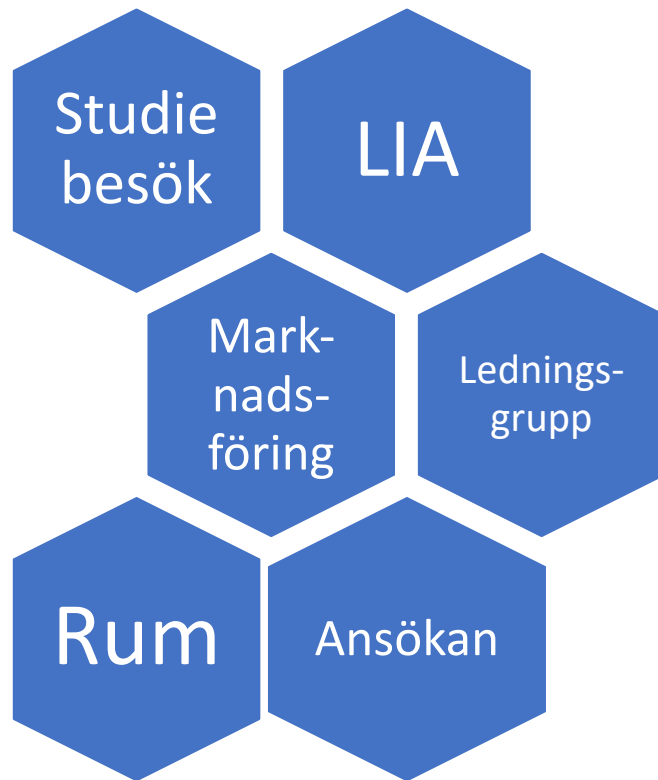 Studie
besök
LIA
Mark-
nads-
föring
Lednings-
grupp
Rum
Ansökan